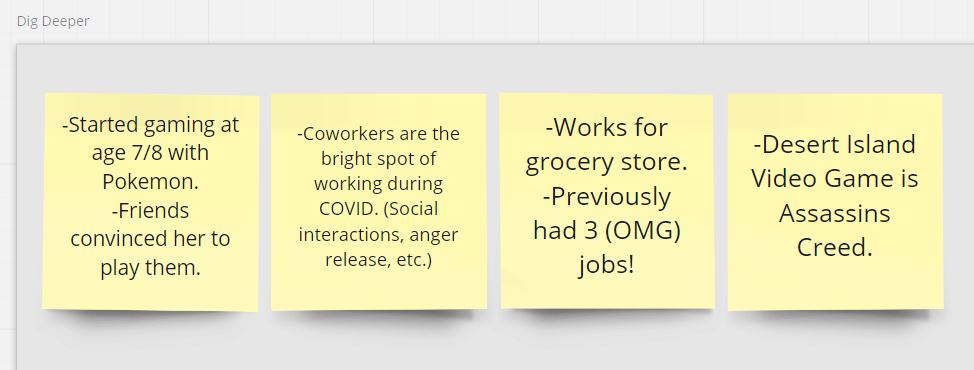 Dig Deeper
-Started gaming at
age 7/8 with
Pokemon.
-Friends
convinced her to
play them.
-Coworkers are the
bright spot of
working during
COVID. (Social
interactions, anger
release, etc.)
-Works for
grocery store.
-Previously
had 3 (OMG)
jobs!
-Desert Island
Video Game is
Assassins
Creed.